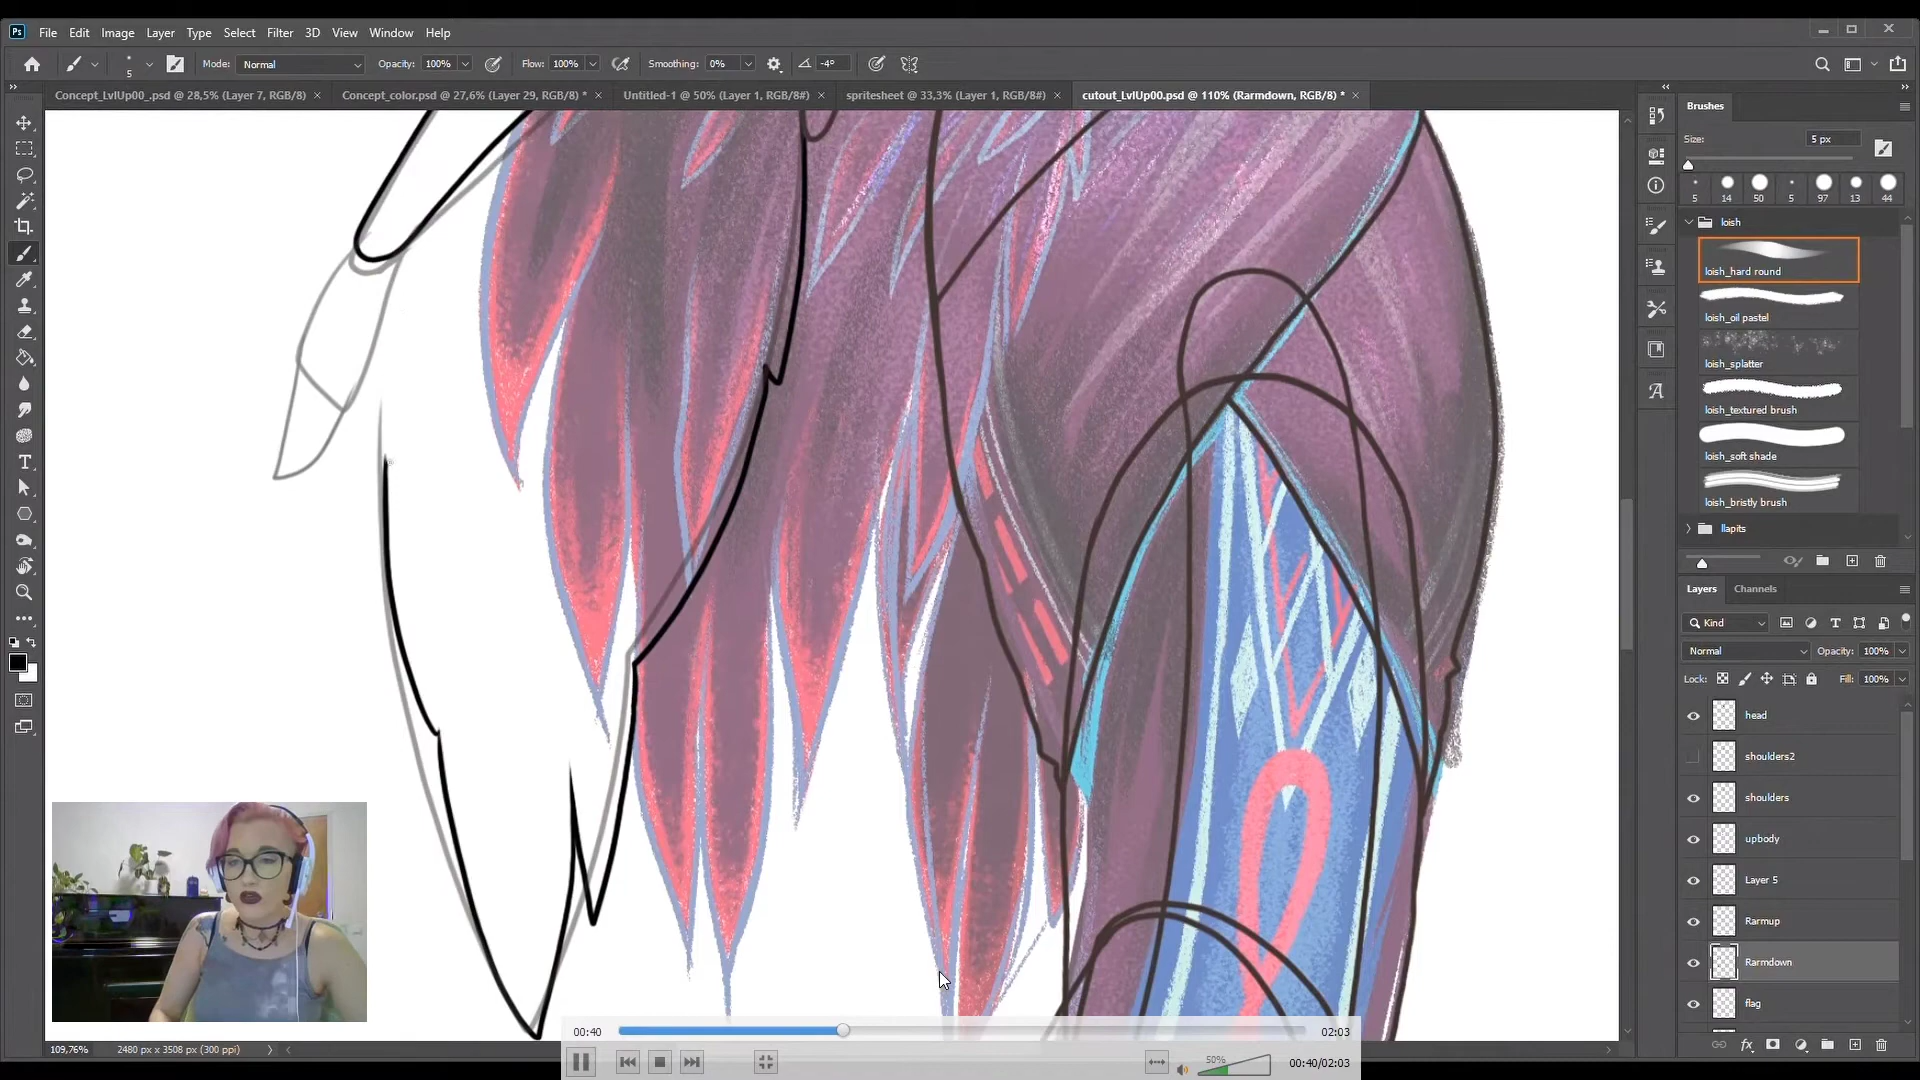 Ps File Edit Image Layer Type Select Filter 3D View Window Help
5 Mode: Normal Opacity: 100% Flow: 100% Smoothing: 0% -4°
Concept_LvlUp00_.psd @ 28,5% (Layer 7, RGB/8) × Concept_color.psd @ 27,6% (Layer 29, RGB/8) * × Untitled-1 @ 50% (Layer 1, RGB/8#) × spritesheet @ 33,3% (Layer 1, RGB/8#) × cutout_LvlUp00.psd @ 110% (Rarmdown, RGB/8) * ×
Brushes
Size: 5 px
5 14 50 5 97 13 44
loish
loish_hard round
loish_oil pastel
loish_splatter
loish_textured brush
loish_soft shade
loish_bristly brush
llapits
Layers Channels
Kind
Normal Opacity: 100%
Lock: Fill: 100%
head
shoulders2
shoulders
upbody
Layer 5
Rarmup
Rarmdown
flag
00:40 02:03
109,76% 2480 px x 3508 px (300 ppi)
50% 00:40/02:03